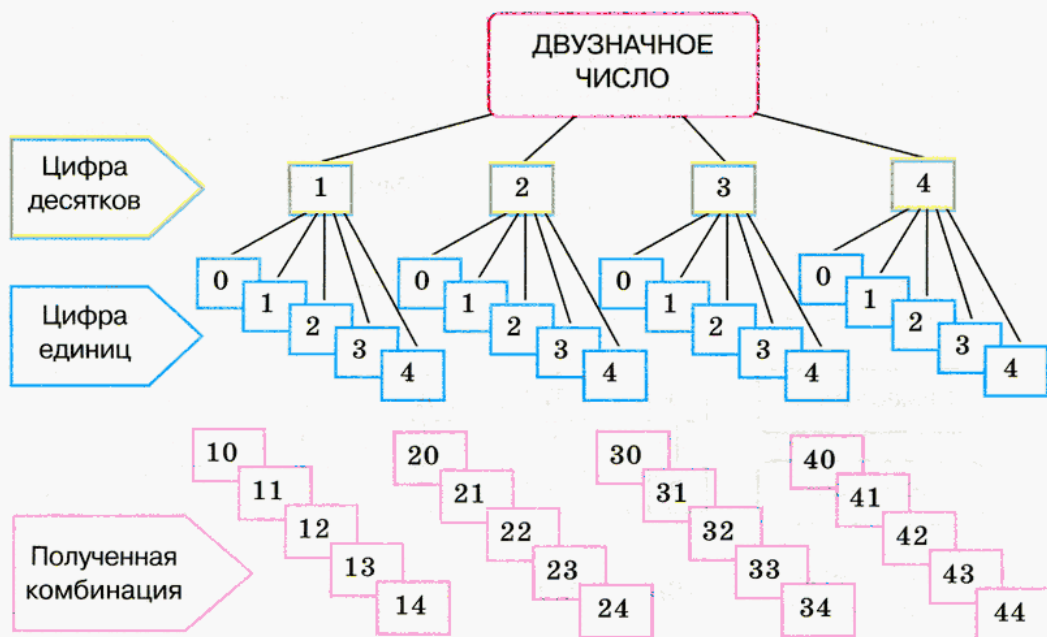 ДВУЗНАЧНОЕ
ЧИСЛО
Цифра
десятков
1 2 3 4
Цифра
единиц
0 0 0 0
1 1 1 1
2 2 2 2
3 3 3 3
4 4 4 4
Полученная
комбинация
10 20 30 40
11 21 31 41
12 22 32 42
13 23 33 43
14 24 34 44